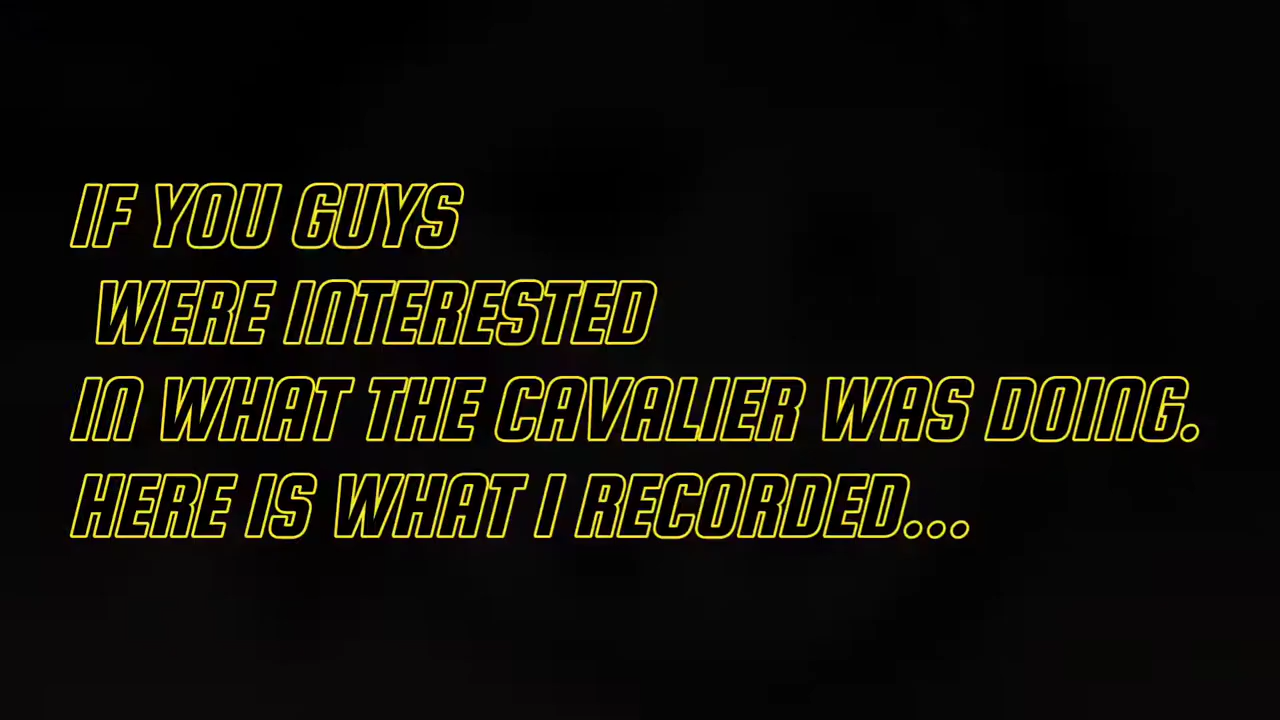 IF YOU GUYS
WERE INTERESTED
IN WHAT THE CAVALIER WAS DOING.
HERE IS WHAT I RECORDED...